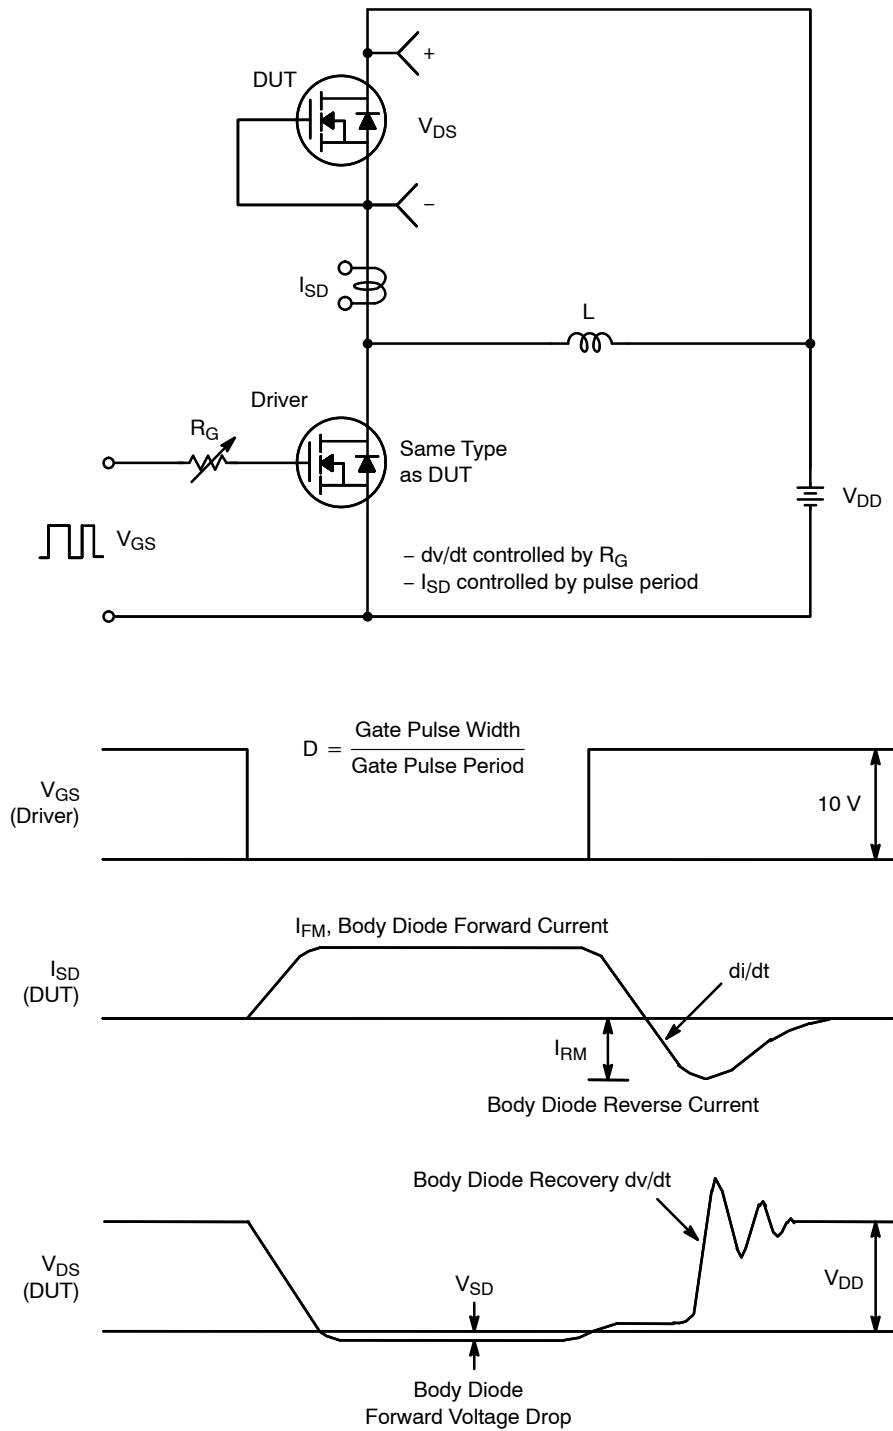 +
DUT
V_DS
−
I_SD
L
Driver
R_G
Same Type
as DUT
V_DD
V_GS
− dv/dt controlled by R_G
− I_SD controlled by pulse period
D = Gate Pulse Width
Gate Pulse Period
V_GS
(Driver)
10 V
I_FM, Body Diode Forward Current
I_SD
(DUT)
di/dt
I_RM
Body Diode Reverse Current
Body Diode Recovery dv/dt
V_DS
(DUT)
V_SD
V_DD
Body Diode
Forward Voltage Drop